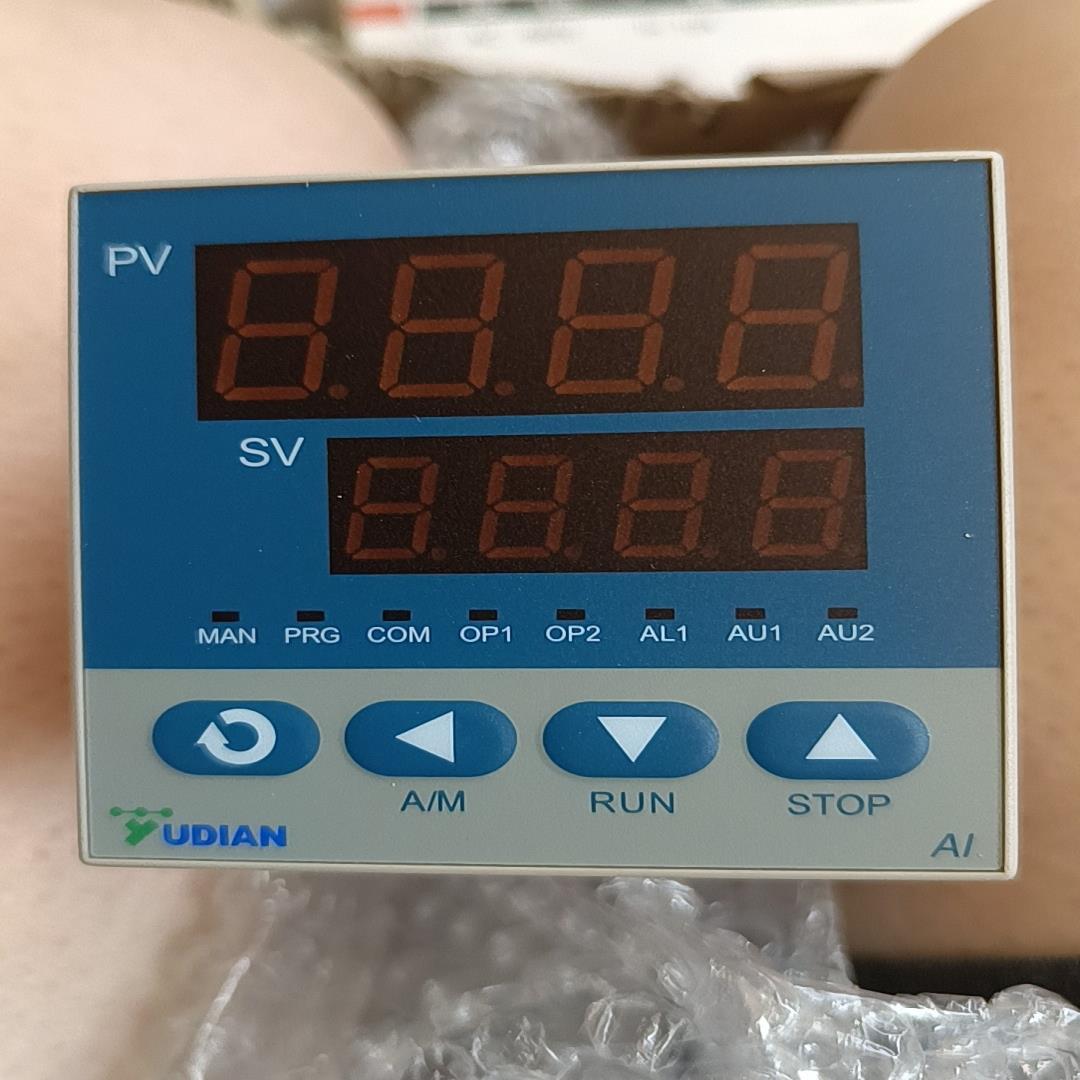 PV
SV
MAN PRG COM OP1 OP2 AL1 AU1 AU2
A/M RUN STOP
YUDIAN
AI